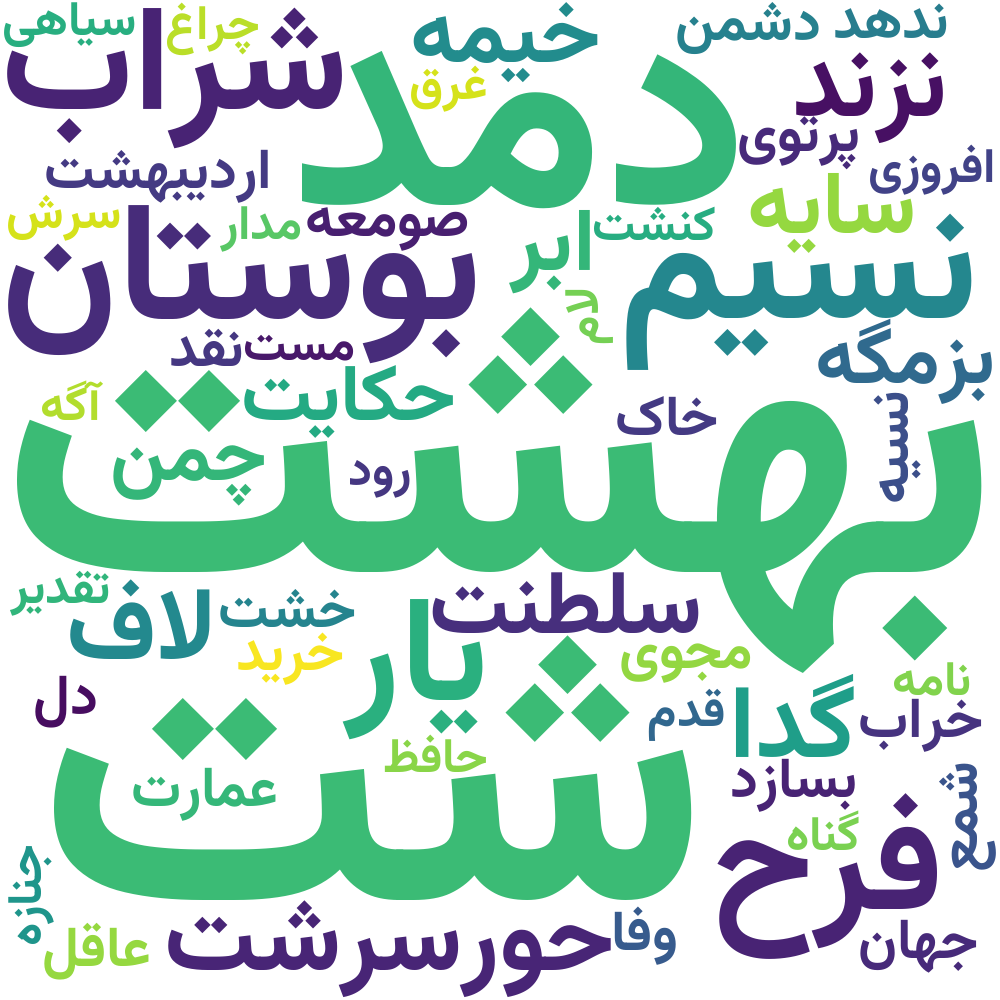 ندهد دشمن
خیمه
چراغ
سیاهی
شراب
دمد
غرق
نزند
پرتوی
افروزی
اردیبهشت
سایه
کنشت
صومعه
مدار
سرش
ابر
نسیم
بوستان
لام
بزمگه
نقد
مست
حکایت
آگه
خاک
نسیه
بهشت
چمن
رود
تقدیر
سلطنت
خشت
لاف
یار
خرید
مجوی
نامه
دل
قدم
گدا
خراب
شت
حافظ
عمارت
بسازد
شمع
گناه
فرح
جنازه
وفا
حورسرشت
عاقل
جهان